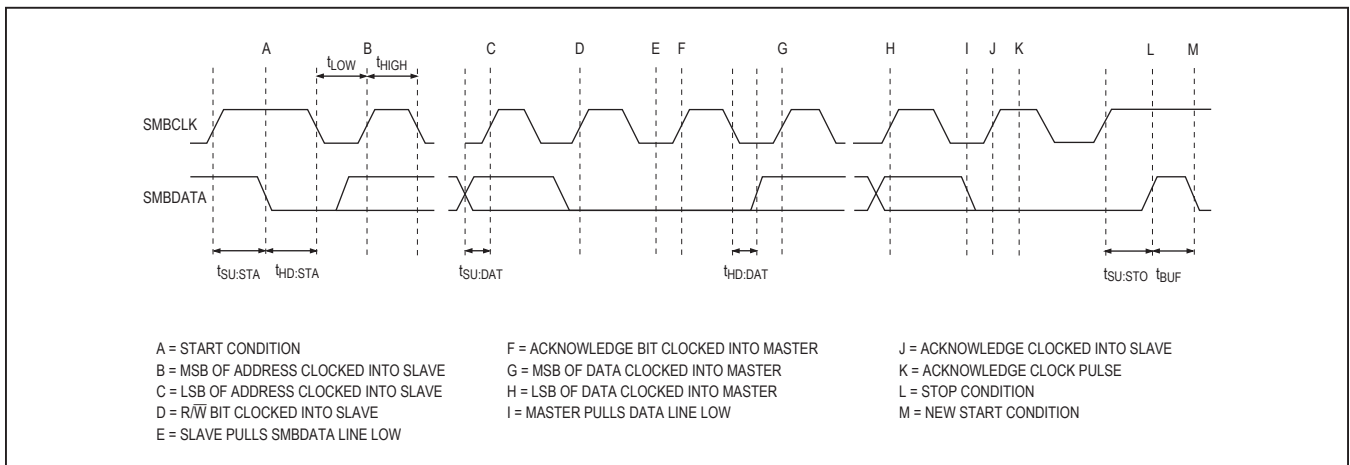 A B C D E F G H I J K L M
tLOW tHIGH
SMBCLK
SMBDATA
tSU:STA tHD:STA tSU:DAT tHD:DAT tSU:STO tBUF
A = START CONDITION
B = MSB OF ADDRESS CLOCKED INTO SLAVE
C = LSB OF ADDRESS CLOCKED INTO SLAVE
D = R/W̅ BIT CLOCKED INTO SLAVE
E = SLAVE PULLS SMBDATA LINE LOW
F = ACKNOWLEDGE BIT CLOCKED INTO MASTER
G = MSB OF DATA CLOCKED INTO MASTER
H = LSB OF DATA CLOCKED INTO MASTER
I = MASTER PULLS DATA LINE LOW
J = ACKNOWLEDGE CLOCKED INTO SLAVE
K = ACKNOWLEDGE CLOCK PULSE
L = STOP CONDITION
M = NEW START CONDITION